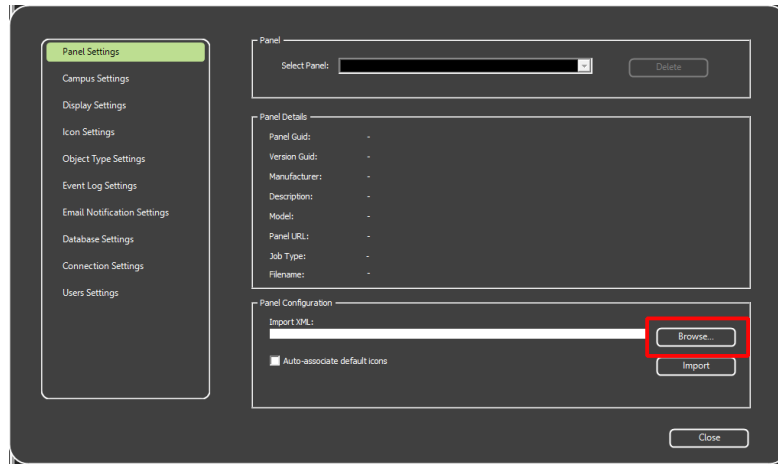 Panel Settings
Campus Settings
Display Settings
Icon Settings
Object Type Settings
Event Log Settings
Email Notification Settings
Database Settings
Connection Settings
Users Settings
Panel
Select Panel:
Delete
Panel Details
Panel Guid: -
Version Guid: -
Manufacturer: -
Description: -
Model: -
Panel URL: -
Job Type: -
Filename: -
Panel Configuration
Import XML:
Browse...
Auto-associate default icons
Import
Close